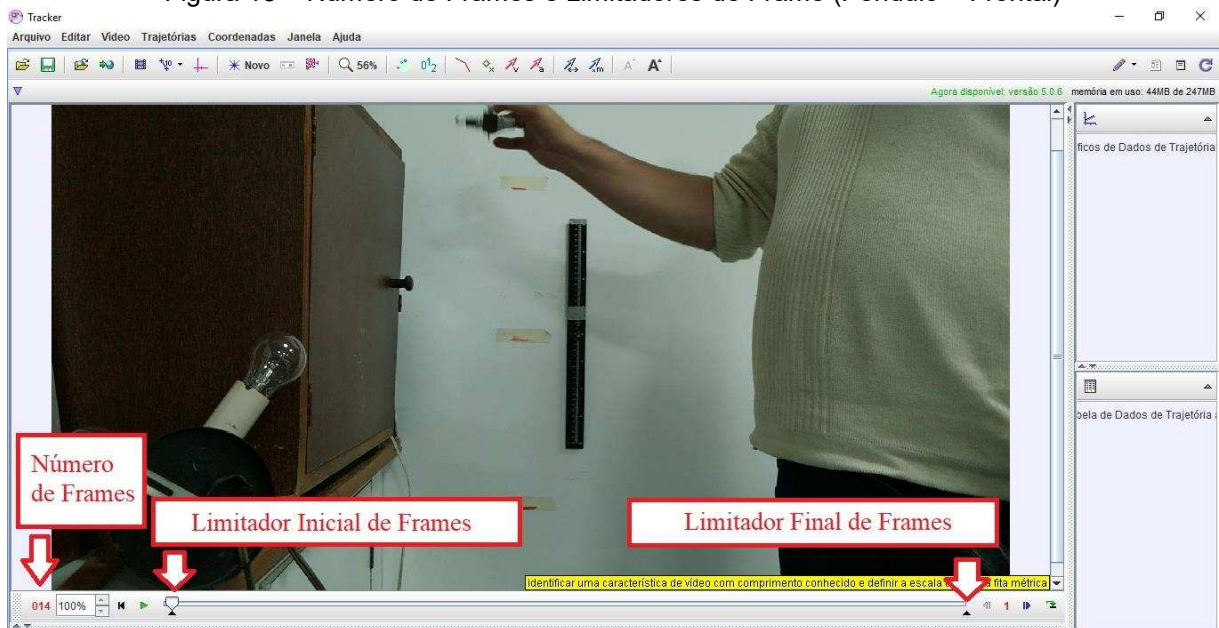 Tracker
Arquivo Editar Video Trajetórias Coordenadas Janela Ajuda
Novo 56%
Agora disponível: versão 5.0.6 memória em uso: 44MB de 247MB
ficos de Dados de Trajetória
bela de Dados de Trajetória
Número
de Frames
Limitador Inicial de Frames
Limitador Final de Frames
identificar uma característica de vídeo com comprimento conhecido e definir a escala fita métrica
014 100% 1